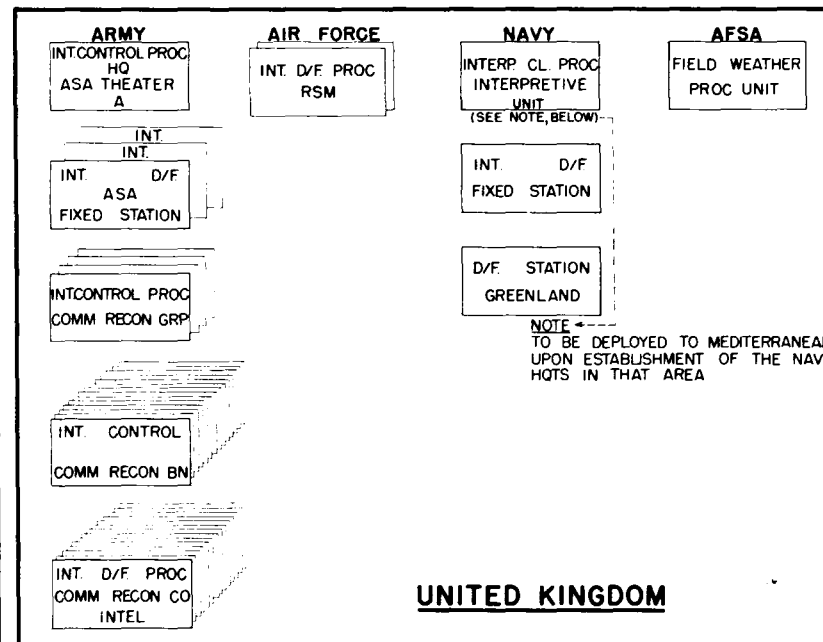 ARMY
INT.CONTROL PROC
HQ
ASA THEATER
A
INT.
INT.
INT. D/F.
ASA
FIXED STATION
INT.CONTROL PROC
COMM RECON GRP
INT. CONTROL
COMM RECON BN
INT. D/F. PROC
COMM RECON CO
INTEL
AIR FORCE
INT. D/F. PROC
RSM
NAVY
INTERP. CL. PROC
INTERPRETIVE
UNIT
(SEE NOTE, BELOW)
INT. D/F.
FIXED STATION
D/F. STATION
GREENLAND
NOTE
TO BE DEPLOYED TO MEDITERRANEA
UPON ESTABLISHMENT OF THE NAV
HQTS IN THAT AREA
AFSA
FIELD WEATHER
PROC UNIT
UNITED KINGDOM